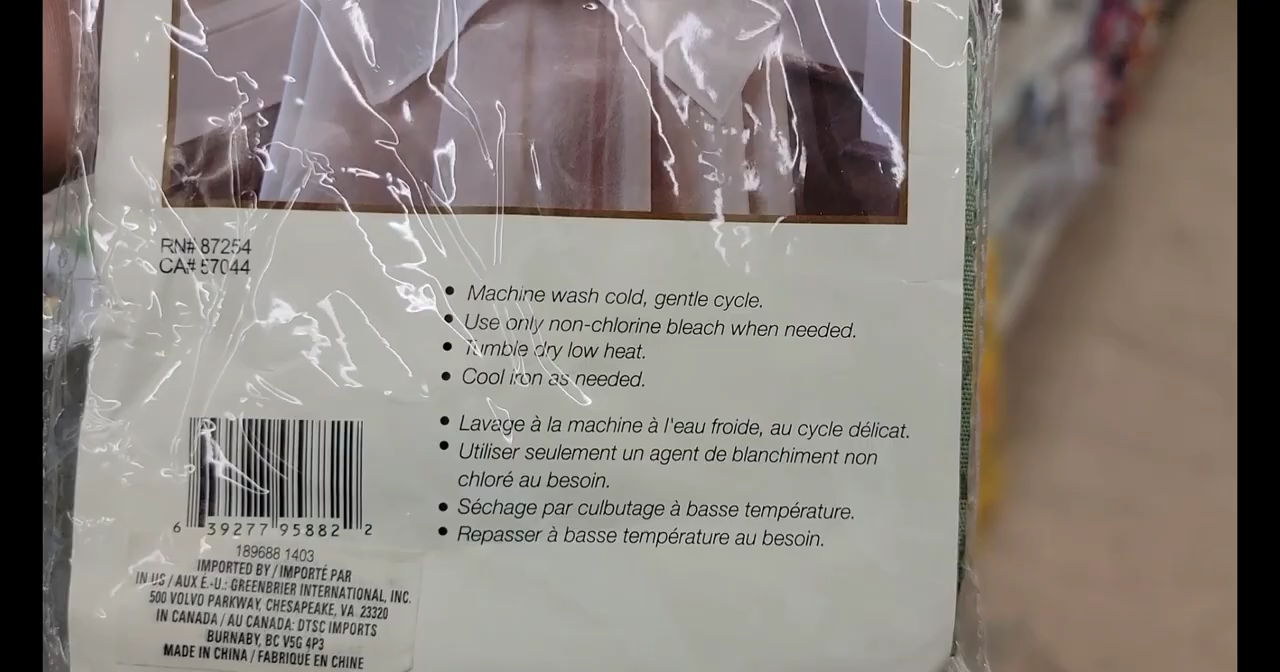 RN# 87254
CA# 57044
• Machine wash cold, gentle cycle.
• Use only non-chlorine bleach when needed.
• Tumble dry low heat.
• Cool iron as needed.
• Lavage à la machine à l'eau froide, au cycle délicat.
• Utiliser seulement un agent de blanchiment non
chloré au besoin.
• Séchage par culbutage à basse température.
• Repasser à basse température au besoin.
6 39277 95882 2
189688 1403
IMPORTED BY / IMPORTÉ PAR
IN US / AUX É.-U.: GREENBRIER INTERNATIONAL, INC.
500 VOLVO PARKWAY, CHESAPEAKE, VA 23320
IN CANADA / AU CANADA: DTSC IMPORTS
BURNABY, BC V5G 4P3
MADE IN CHINA / FABRIQUÉ EN CHINE